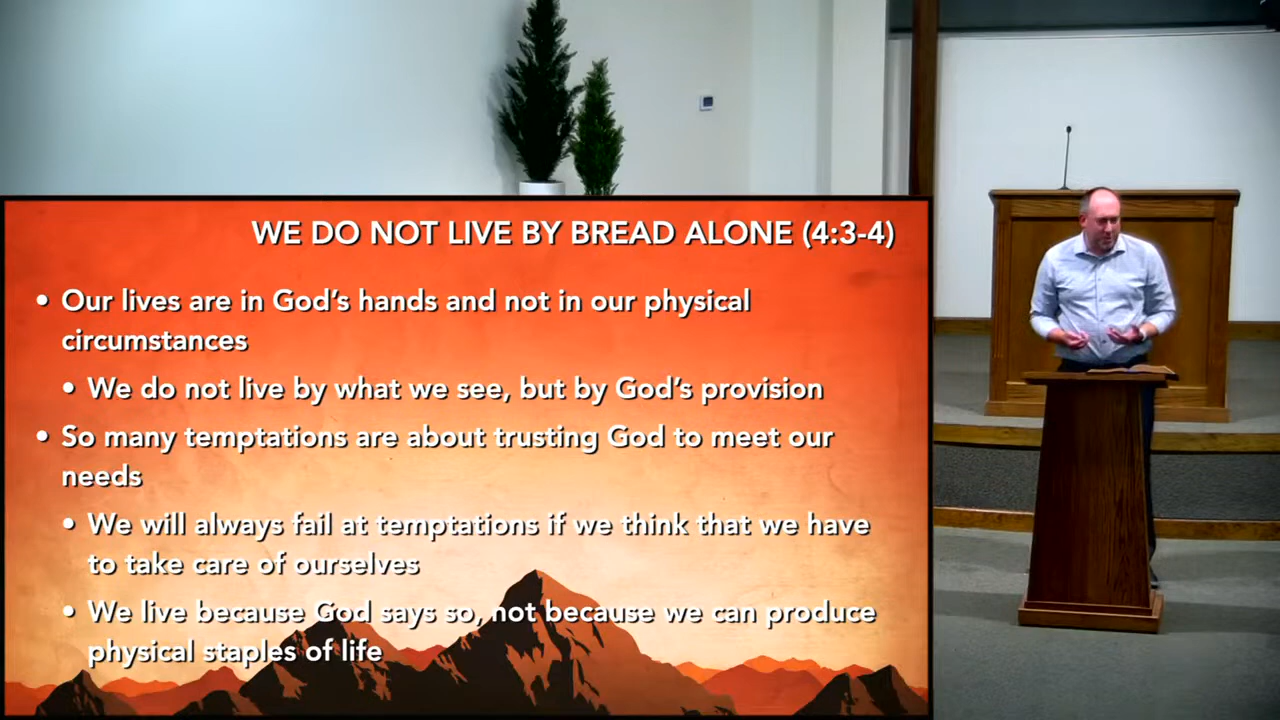 WE DO NOT LIVE BY BREAD ALONE (4:3-4)
• Our lives are in God's hands and not in our physical
circumstances
• We do not live by what we see, but by God's provision
• So many temptations are about trusting God to meet our
needs
• We will always fail at temptations if we think that we have
to take care of ourselves
• We live because God says so, not because we can produce
physical staples of life